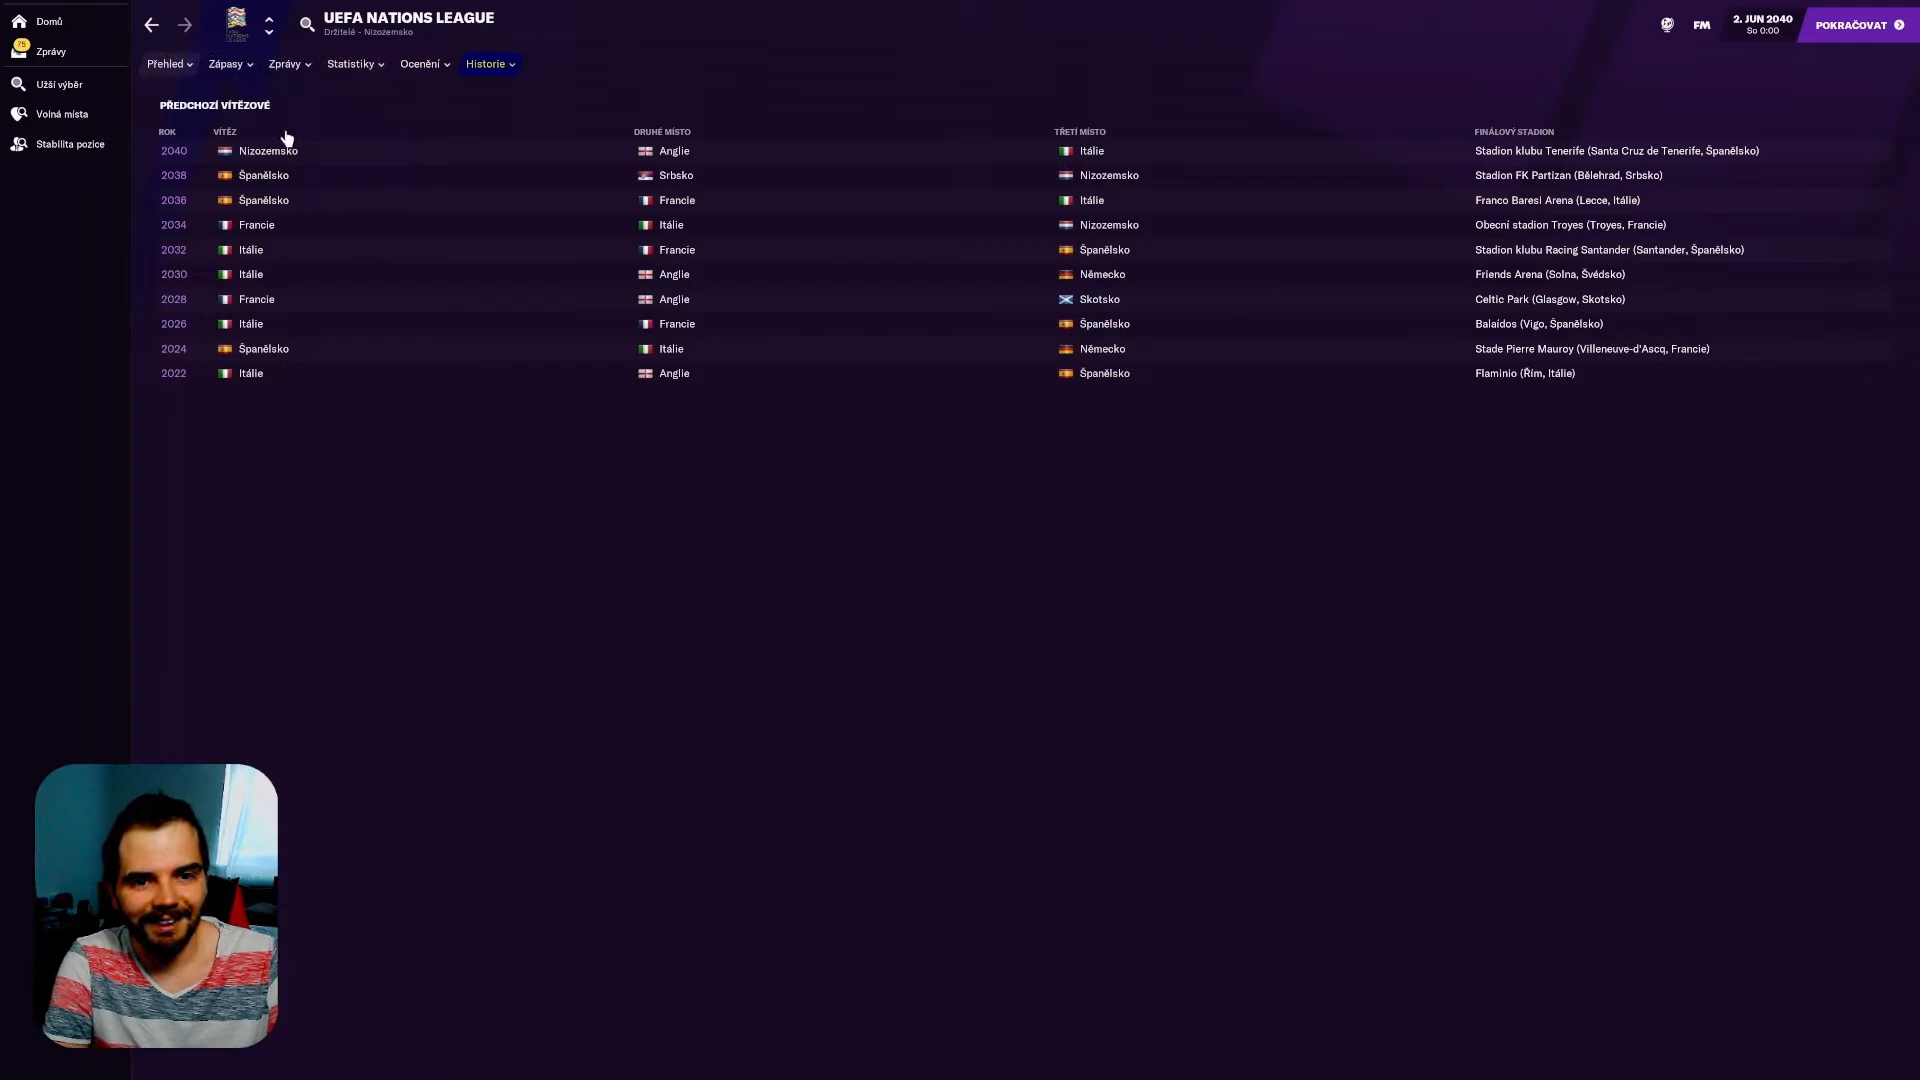 Domů
75
Zprávy
Užší výběr
Volná místa
Stabilita pozice
UEFA NATIONS LEAGUE
Držitelé - Nizozemsko
FM
2. JUN 2040
So 0:00
POKRAČOVAT
Přehled Zápasy Zprávy Statistiky Ocenění Historie
PŘEDCHOZÍ VÍTĚZOVÉ
ROK VÍTĚZ DRUHÉ MÍSTO TŘETÍ MÍSTO FINÁLOVÝ STADION
2040 Nizozemsko Anglie Itálie Stadion klubu Tenerife (Santa Cruz de Tenerife, Španělsko)
2038 Španělsko Srbsko Nizozemsko Stadion FK Partizan (Bělehrad, Srbsko)
2036 Španělsko Francie Itálie Franco Baresi Arena (Lecce, Itálie)
2034 Francie Itálie Nizozemsko Obecní stadion Troyes (Troyes, Francie)
2032 Itálie Francie Španělsko Stadion klubu Racing Santander (Santander, Španělsko)
2030 Itálie Anglie Německo Friends Arena (Solna, Švédsko)
2028 Francie Anglie Skotsko Celtic Park (Glasgow, Skotsko)
2026 Itálie Francie Španělsko Balaídos (Vigo, Španělsko)
2024 Španělsko Itálie Německo Stade Pierre Mauroy (Villeneuve-d'Ascq, Francie)
2022 Itálie Anglie Španělsko Flaminio (Řím, Itálie)